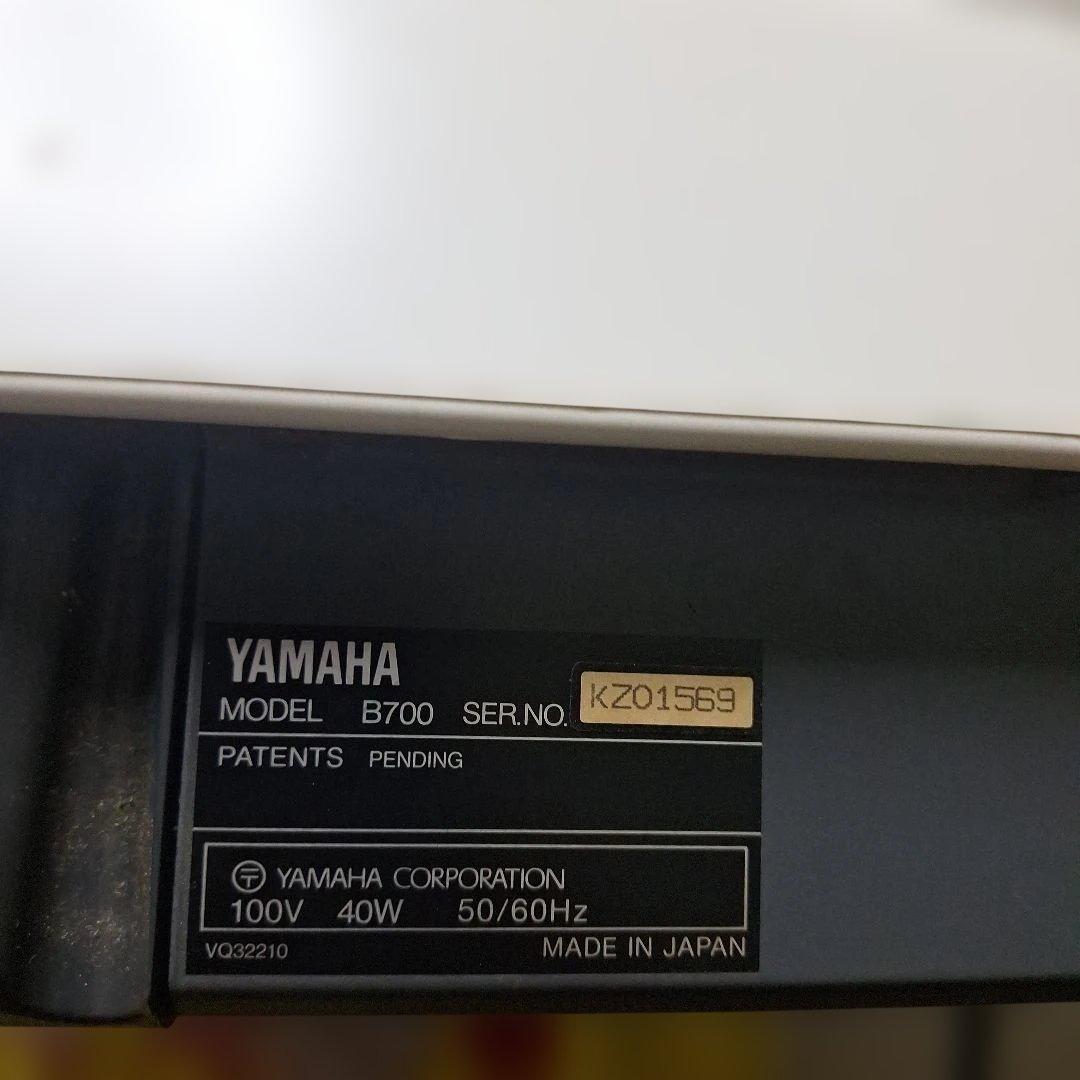 YAMAHA
MODEL B700 SER.NO. KZ01569
PATENTS PENDING
〶 YAMAHA CORPORATION
100V 40W 50/60Hz
VQ32210 MADE IN JAPAN